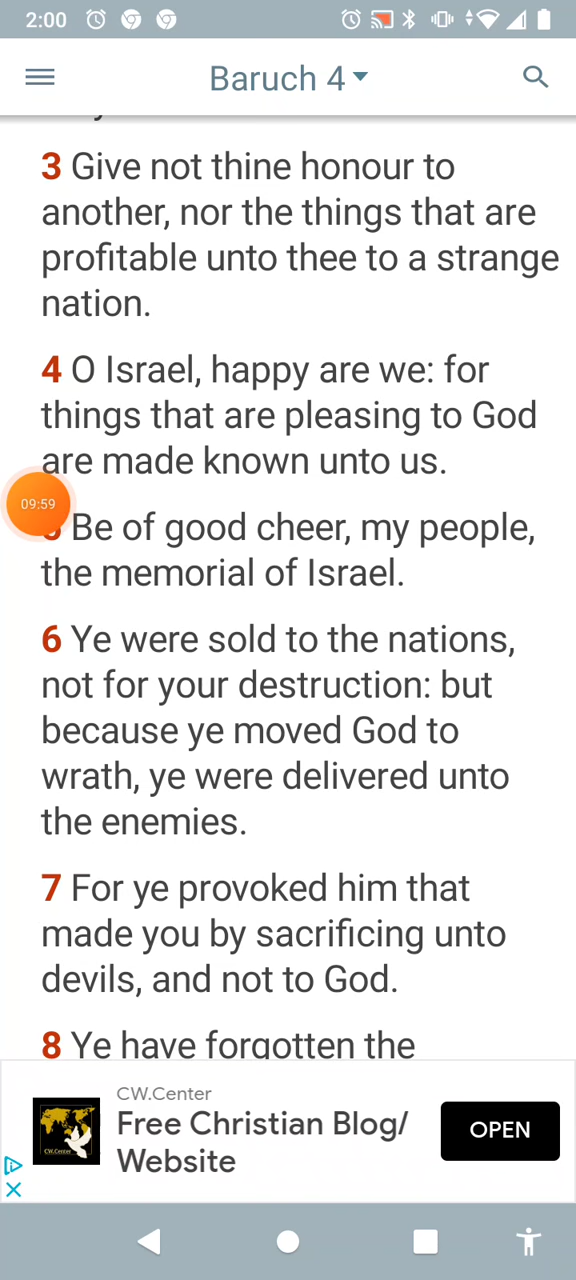 2:00
Baruch 4
3 Give not thine honour to
another, nor the things that are
profitable unto thee to a strange
nation.
4 O Israel, happy are we: for
things that are pleasing to God
are made known unto us.
09:59
Be of good cheer, my people,
the memorial of Israel.
6 Ye were sold to the nations,
not for your destruction: but
because ye moved God to
wrath, ye were delivered unto
the enemies.
7 For ye provoked him that
made you by sacrificing unto
devils, and not to God.
8 Ye have forgotten the
CW.Center
Free Christian Blog/
Website
OPEN
CW.Center